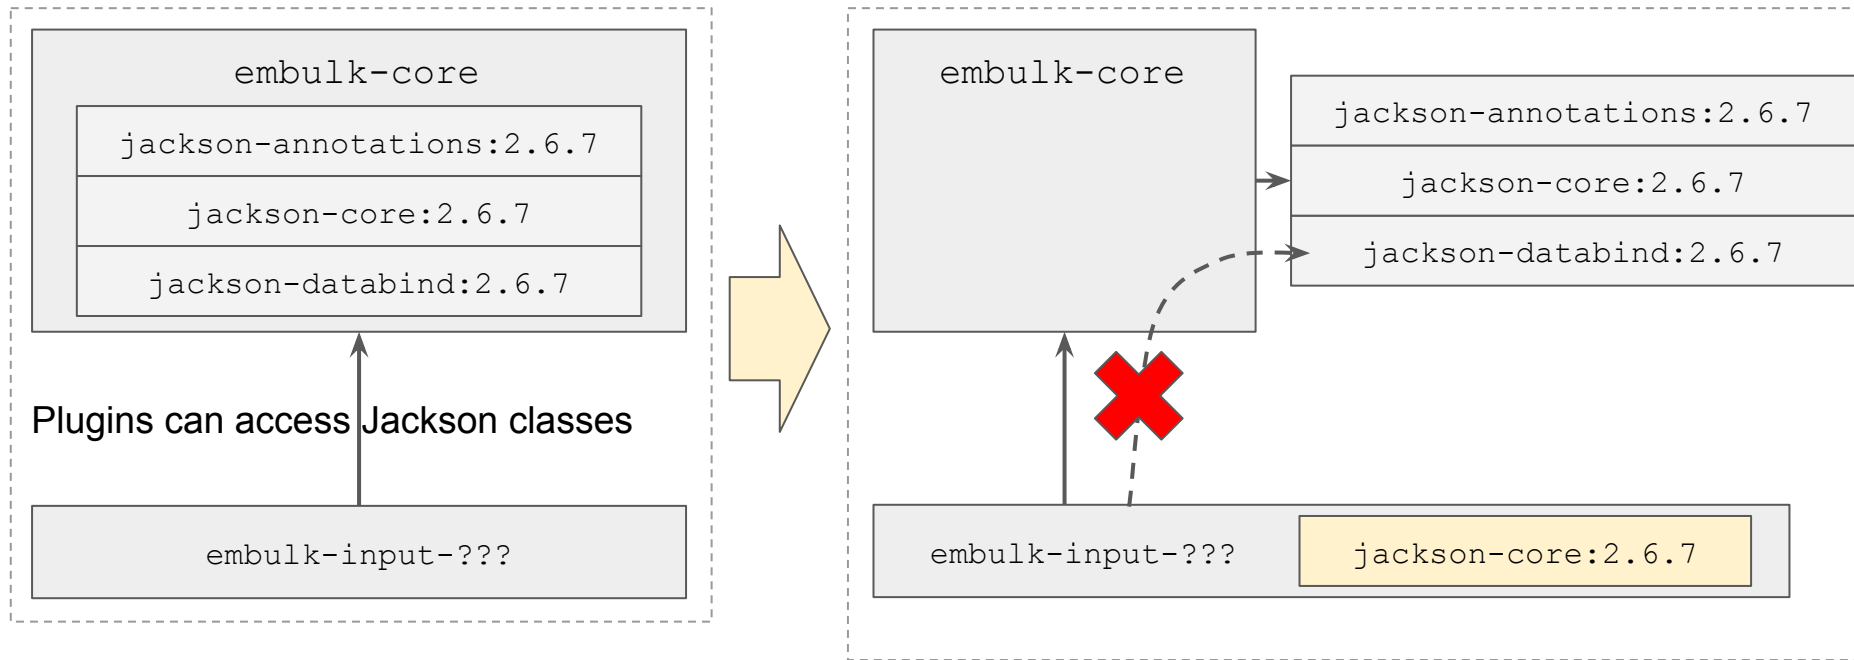 embulk-core
jackson-annotations:2.6.7
jackson-core:2.6.7
jackson-databind:2.6.7
Plugins can access Jackson classes
embulk-input-???
embulk-core
jackson-annotations:2.6.7
jackson-core:2.6.7
jackson-databind:2.6.7
embulk-input-???
jackson-core:2.6.7